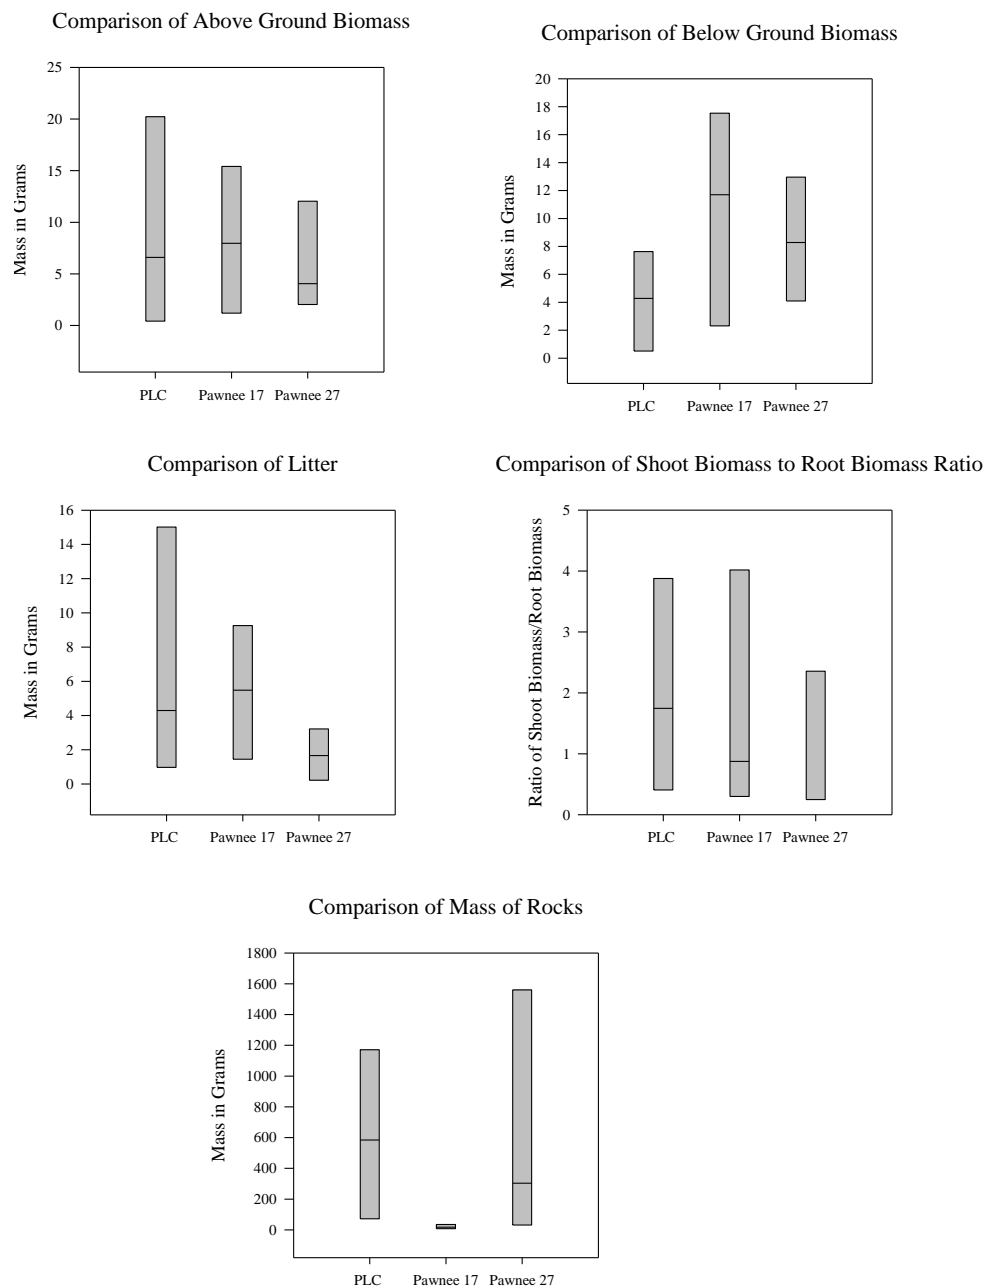 Comparison of Above Ground Biomass
Mass in Grams
25
20
15
10
5
0
PLC Pawnee 17 Pawnee 27
Comparison of Below Ground Biomass
Mass in Grams
20
18
16
14
12
10
8
6
4
2
0
PLC Pawnee 17 Pawnee 27
Comparison of Litter
Mass in Grams
16
14
12
10
8
6
4
2
0
PLC Pawnee 17 Pawnee 27
Comparison of Shoot Biomass to Root Biomass Ratio
Ratio of Shoot Biomass/Root Biomass
5
4
3
2
1
0
PLC Pawnee 17 Pawnee 27
Comparison of Mass of Rocks
Mass in Grams
1800
1600
1400
1200
1000
800
600
400
200
0
PLC Pawnee 17 Pawnee 27